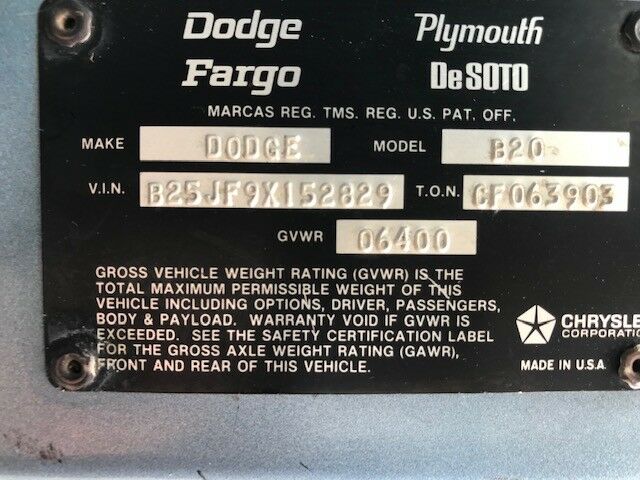 Dodge Plymouth
Fargo DeSOTO
MARCAS REG. TMS. REG. U.S. PAT. OFF.
MAKE DODGE MODEL B20
V.I.N. B25JF9X152829 T.O.N. CF063903
GVWR 06400
GROSS VEHICLE WEIGHT RATING (GVWR) IS THE
TOTAL MAXIMUM PERMISSIBLE WEIGHT OF THIS
VEHICLE INCLUDING OPTIONS, DRIVER, PASSENGERS,
BODY & PAYLOAD. WARRANTY VOID IF GVWR IS
EXCEEDED. SEE THE SAFETY CERTIFICATION LABEL
FOR THE GROSS AXLE WEIGHT RATING (GAWR),
FRONT AND REAR OF THIS VEHICLE.
CHRYSLE
CORPORATION
MADE IN U.S.A.